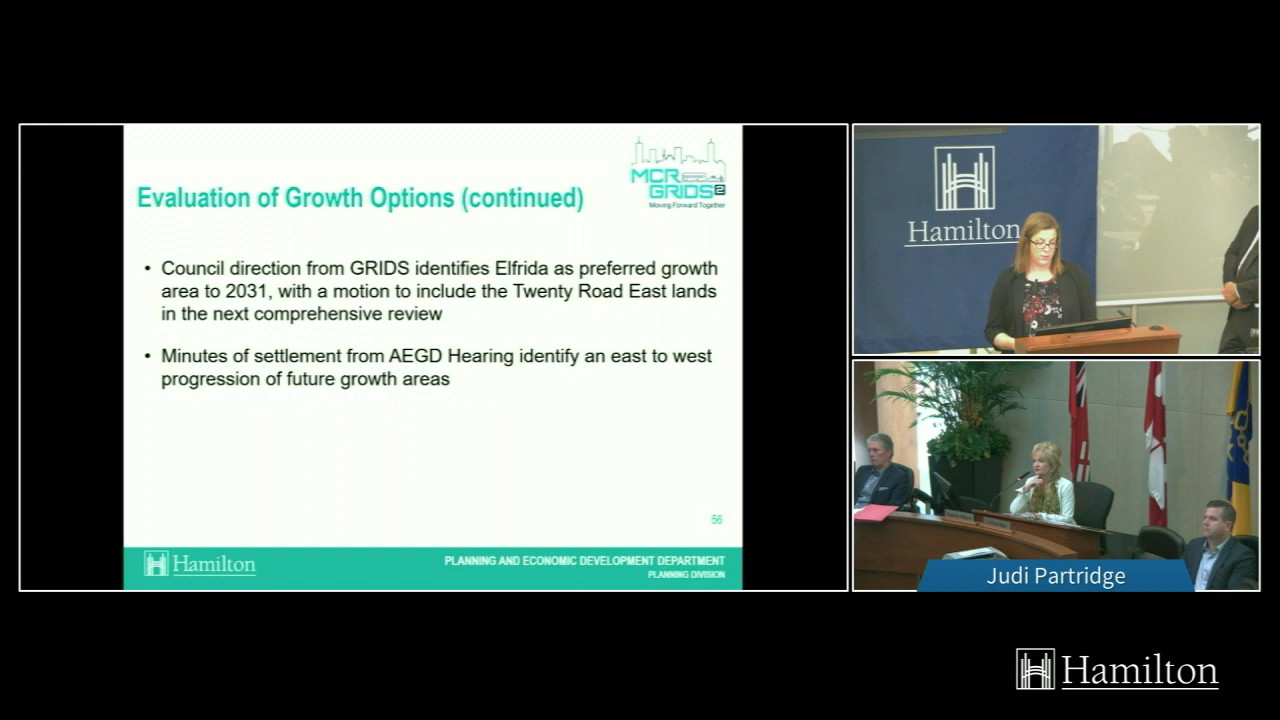 Evaluation of Growth Options (continued)
MCR
GRIDS2
Moving Forward Together
• Council direction from GRIDS identifies Elfrida as preferred growth
area to 2031, with a motion to include the Twenty Road East lands
in the next comprehensive review
• Minutes of settlement from AEGD Hearing identify an east to west
progression of future growth areas
56
Hamilton
PLANNING AND ECONOMIC DEVELOPMENT DEPARTMENT
PLANNING DIVISION
Hamilton
Judi Partridge
Hamilton